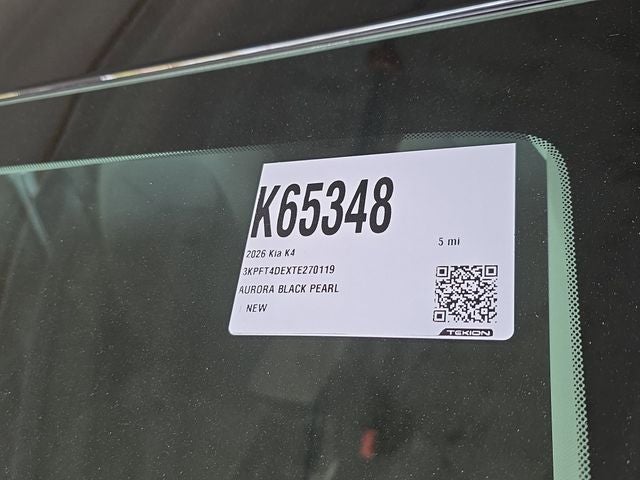 K65348
5 mi
2026 Kia K4
3KPFT4DEXTE270119
AURORA BLACK PEARL
NEW
TEKION